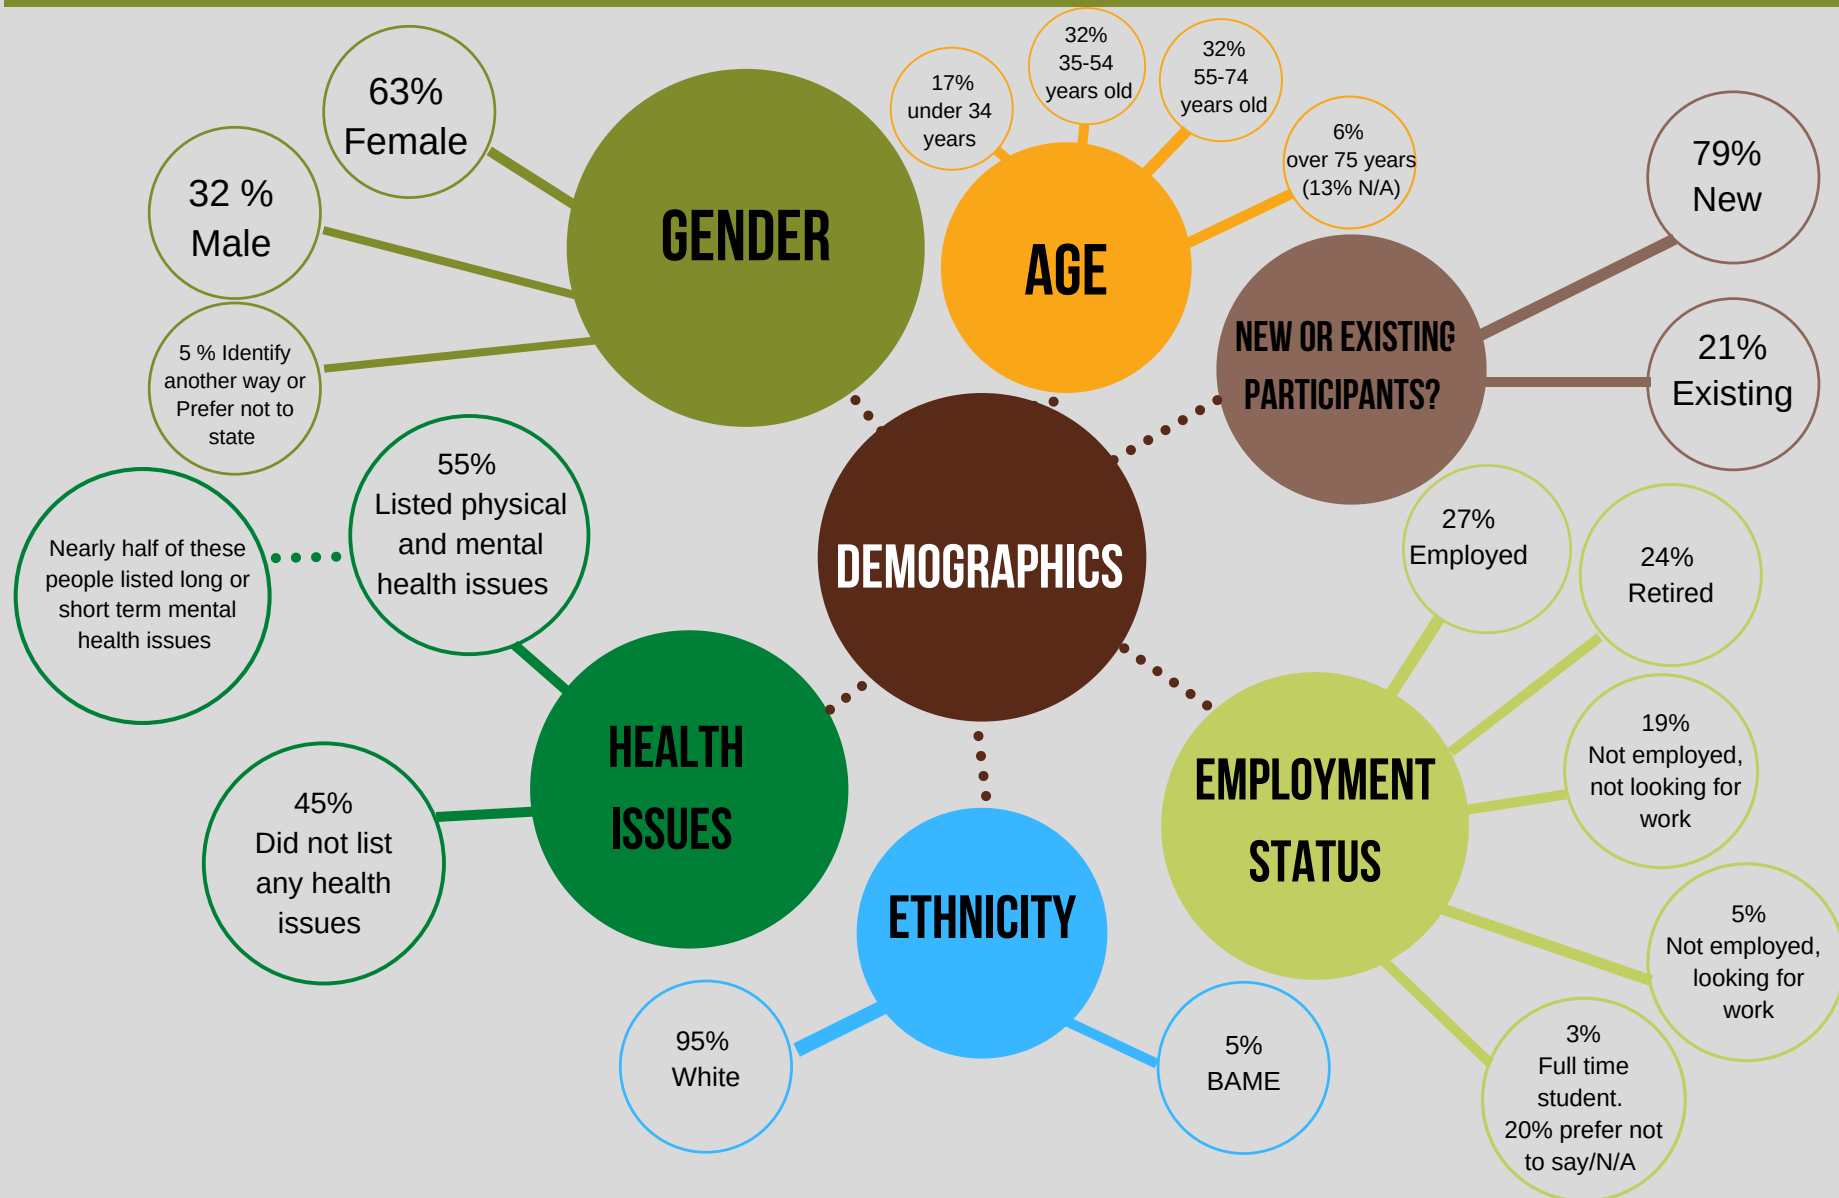 GENDER
63%
Female
32 %
Male
5 % Identify
another way or
Prefer not to
state
AGE
17%
under 34
years
32%
35-54
years old
32%
55-74
years old
6%
over 75 years
(13% N/A)
NEW OR EXISTING
PARTICIPANTS?
79%
New
21%
Existing
DEMOGRAPHICS
55%
Listed physical
and mental
health issues
Nearly half of these
people listed long or
short term mental
health issues
HEALTH
ISSUES
45%
Did not list
any health
issues
ETHNICITY
95%
White
5%
BAME
EMPLOYMENT
STATUS
27%
Employed
24%
Retired
19%
Not employed,
not looking for
work
5%
Not employed,
looking for
work
3%
Full time
student.
20% prefer not
to say/N/A